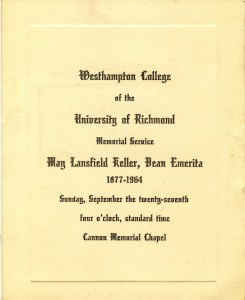 Westhampton College
of the
University of Richmond
Memorial Service
May Lansfield Keller, Dean Emerita
1877-1964
Sunday, September the twenty-seventh
four o'clock, standard time
Cannon Memorial Chapel